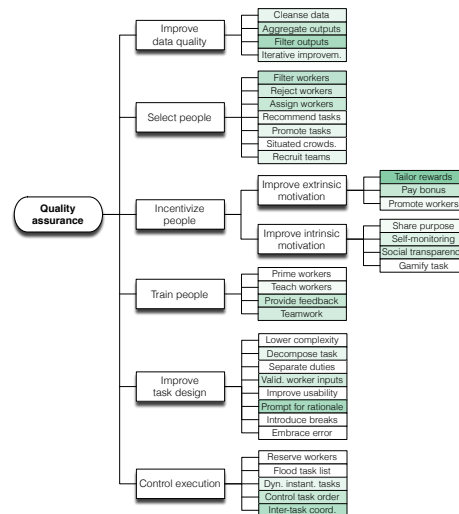 Quality
assurance
Improve
data quality
Cleanse data
Aggregate outputs
Filter outputs
Iterative improvem.
Select people
Filter workers
Reject workers
Assign workers
Recommend tasks
Promote tasks
Situated crowds.
Recruit teams
Incentivize
people
Improve extrinsic
motivation
Tailor rewards
Pay bonus
Promote workers
Improve intrinsic
motivation
Share purpose
Self-monitoring
Social transparenc
Gamify task
Train people
Prime workers
Teach workers
Provide feedback
Teamwork
Improve
task design
Lower complexity
Decompose task
Separate duties
Valid. worker inputs
Improve usability
Prompt for rationale
Introduce breaks
Embrace error
Control execution
Reserve workers
Flood task list
Dyn. instant. tasks
Control task order
Inter-task coord.